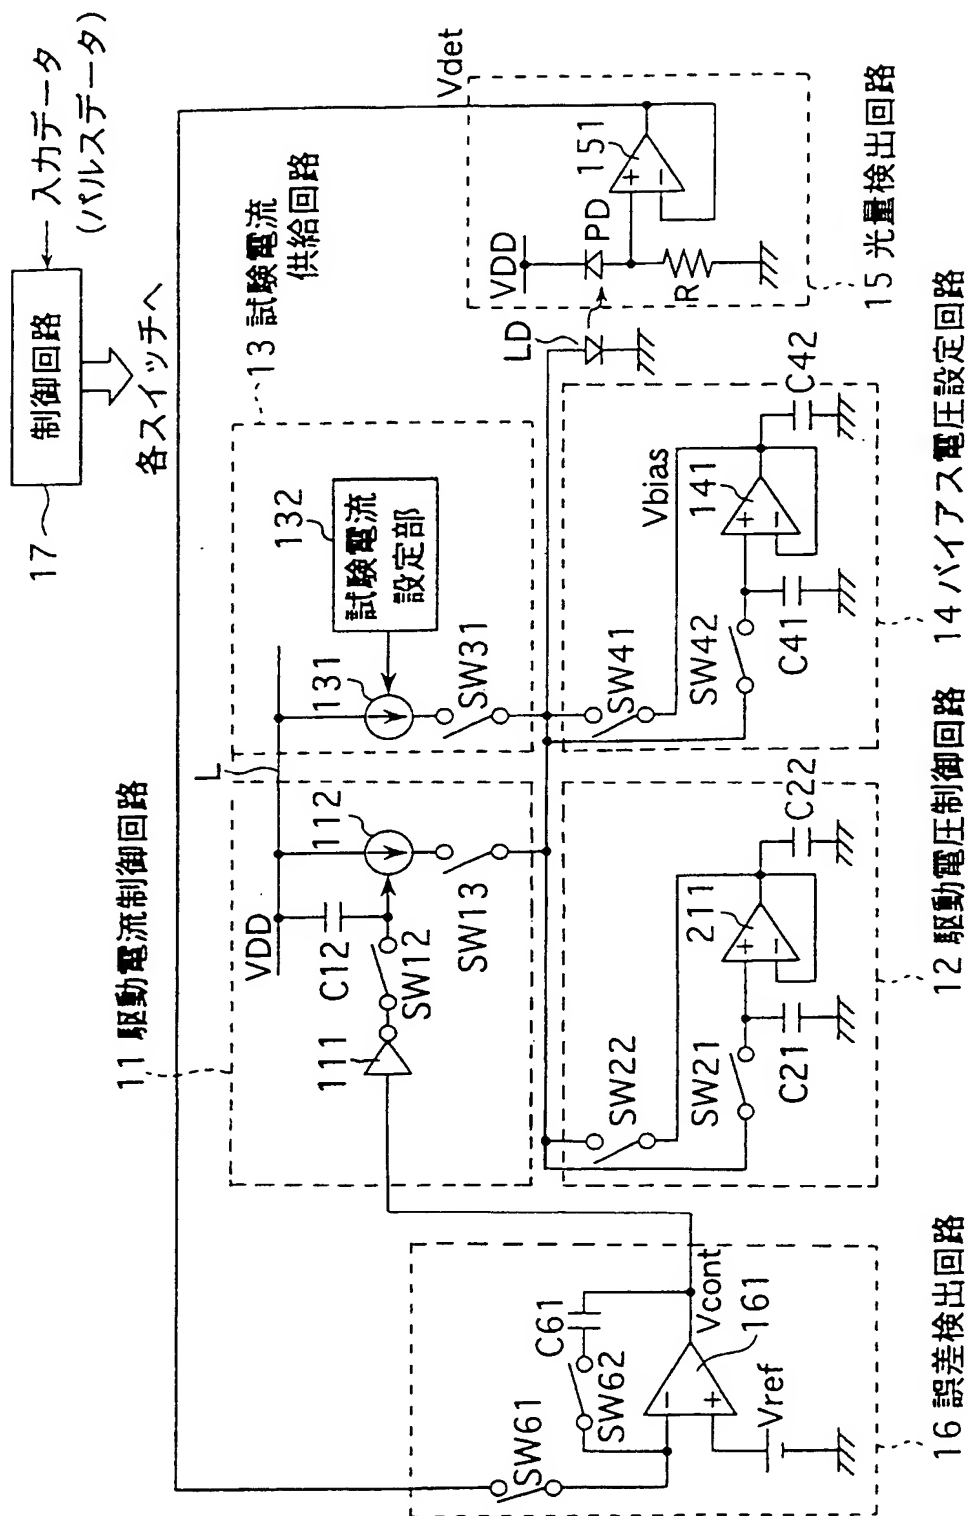 17
制御回路
入力データ
(パルスデータ)
各スイッチへ
11 駆動電流制御回路
13 試験電流
供給回路
L
VDD
C12
112
131
132
試験電流
設定部
111
SW12
SW13
SW31
Vdet
VDD
PD
151
+
−
R
LD
15 光量検出回路
SW22
SW21
211
+
−
C21
C22
12 駆動電圧制御回路
SW41
SW42
Vbias
141
+
−
C41
C42
14 バイアス電圧設定回路
SW61
SW62
C61
Vcont
161
−
+
Vref
16 誤差検出回路